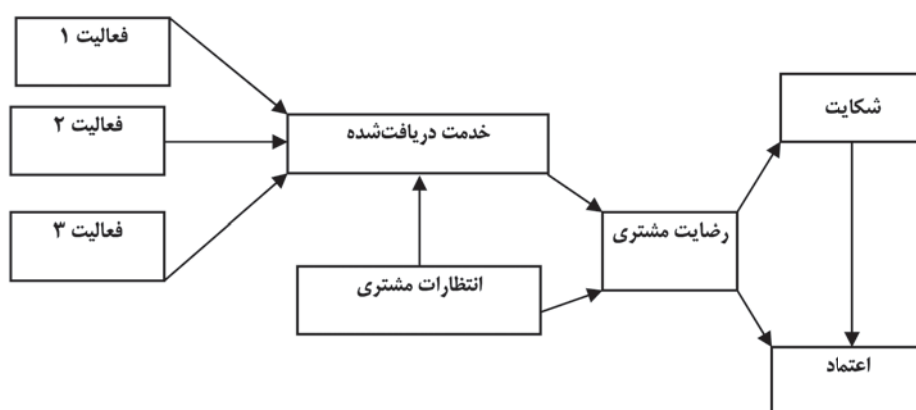 فعالیت ۱
فعالیت ۲
فعالیت ۳
خدمت دریافت‌شده
انتظارات مشتری
رضایت مشتری
شکایت
اعتماد